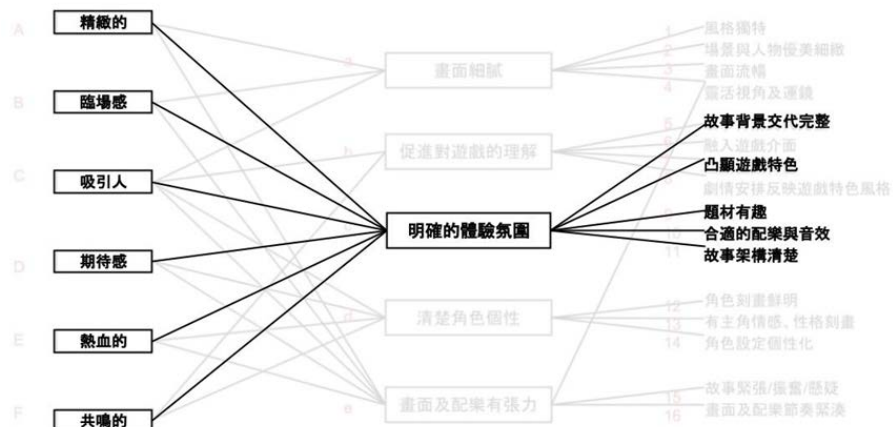 A
精緻的
B
臨場感
C
吸引人
D
期待感
E
熱血的
F
共鳴的
a
畫面細膩
b
促進對遊戲的理解
明確的體驗氛圍
d
清楚角色個性
e
畫面及配樂有張力
1
風格獨特
2
場景與人物優美細緻
3
畫面流暢
4
靈活視角及運鏡
5
故事背景交代完整
6
融入遊戲介面
凸顯遊戲特色
劇情安排反映遊戲特色風格
題材有趣
10
合適的配樂與音效
11
故事架構清楚
12
角色刻畫鮮明
13
有主角情感、性格刻畫
14
角色設定個性化
15
故事緊張/振奮/懸疑
16
畫面及配樂節奏緊湊